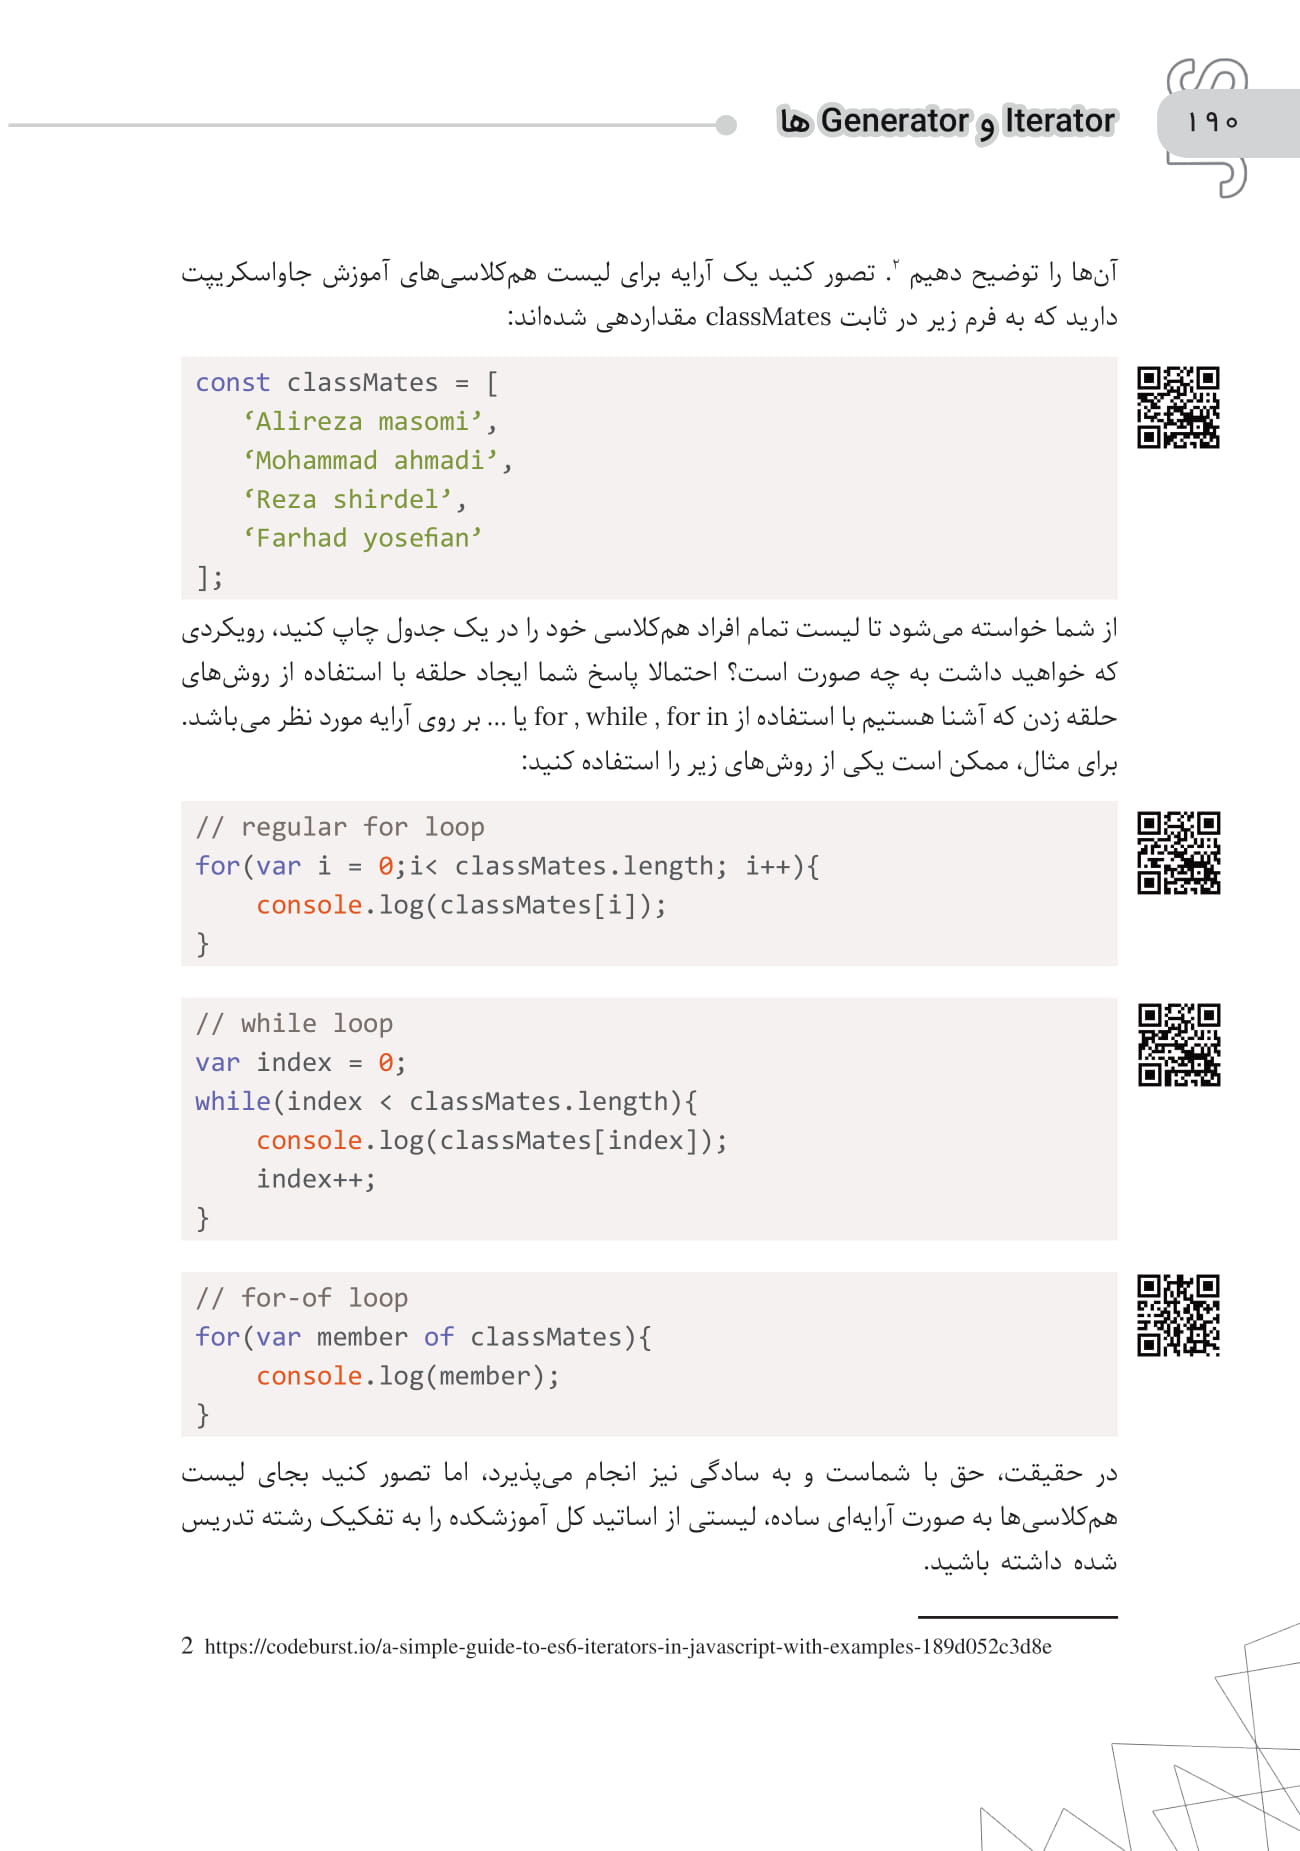 ۱۹۰
Iterator و Generator ها
آن‌ها را توضیح دهیم ۲. تصور کنید یک آرایه برای لیست هم‌کلاسی‌های آموزش جاواسکریپت
دارید که به فرم زیر در ثابت classMates مقداردهی شده‌اند:
const classMates = [
‘Alireza masomi’,
‘Mohammad ahmadi’,
‘Reza shirdel’,
‘Farhad yosefian’
];
از شما خواسته می‌شود تا لیست تمام افراد هم‌کلاسی خود را در یک جدول چاپ کنید، رویکردی
که خواهید داشت به چه صورت است؟ احتمالا پاسخ شما ایجاد حلقه با استفاده از روش‌های
حلقه زدن که آشنا هستیم با استفاده از for , while , for in یا ... بر روی آرایه مورد نظر می‌باشد.
برای مثال، ممکن است یکی از روش‌های زیر را استفاده کنید:
// regular for loop
for(var i = 0;i< classMates.length; i++){
console.log(classMates[i]);
}
// while loop
var index = 0;
while(index < classMates.length){
console.log(classMates[index]);
index++;
}
// for-of loop
for(var member of classMates){
console.log(member);
}
در حقیقت، حق با شماست و به سادگی نیز انجام می‌پذیرد، اما تصور کنید بجای لیست
هم‌کلاسی‌ها به صورت آرایه‌ای ساده، لیستی از اساتید کل آموزشکده را به تفکیک رشته تدریس
شده داشته باشید.
2 https://codeburst.io/a-simple-guide-to-es6-iterators-in-javascript-with-examples-189d052c3d8e